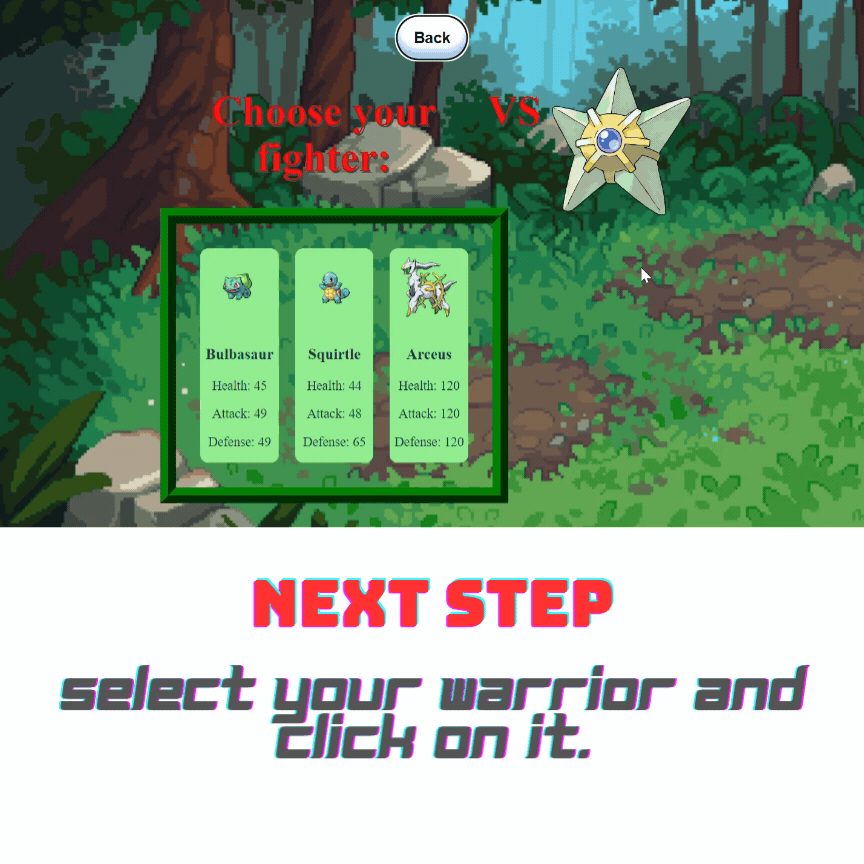 Back
Choose your
fighter:
VS
Bulbasaur
Health: 45
Attack: 49
Defense: 49
Squirtle
Health: 44
Attack: 48
Defense: 65
Arceus
Health: 120
Attack: 120
Defense: 120
NEXT STEP
select your warrior and
click on it.